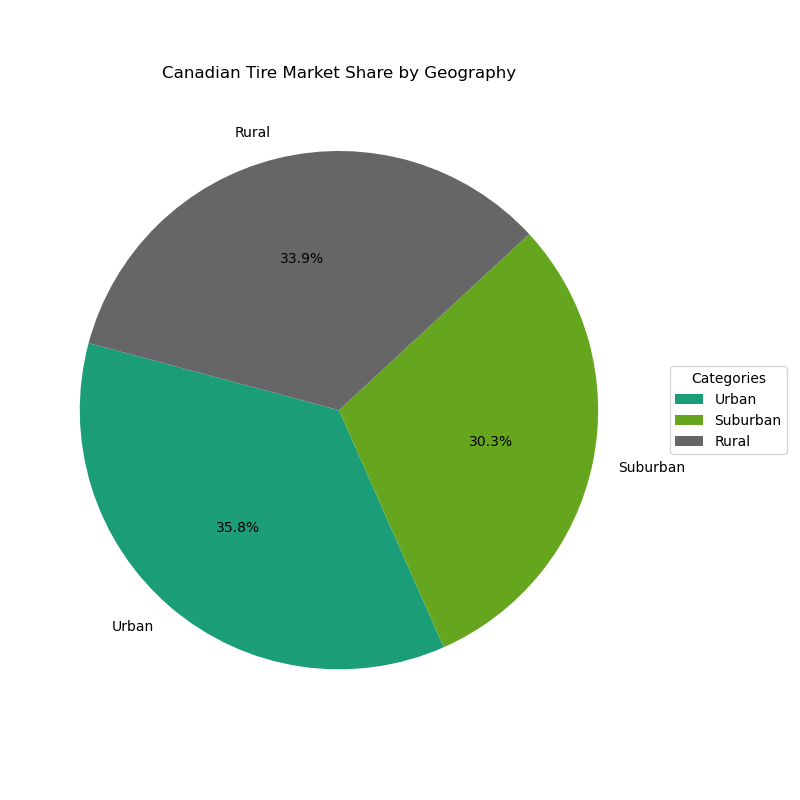 Canadian Tire Market Share by Geography
Rural
33.9%
30.3%
Suburban
35.8%
Urban
Categories
Urban
Suburban
Rural